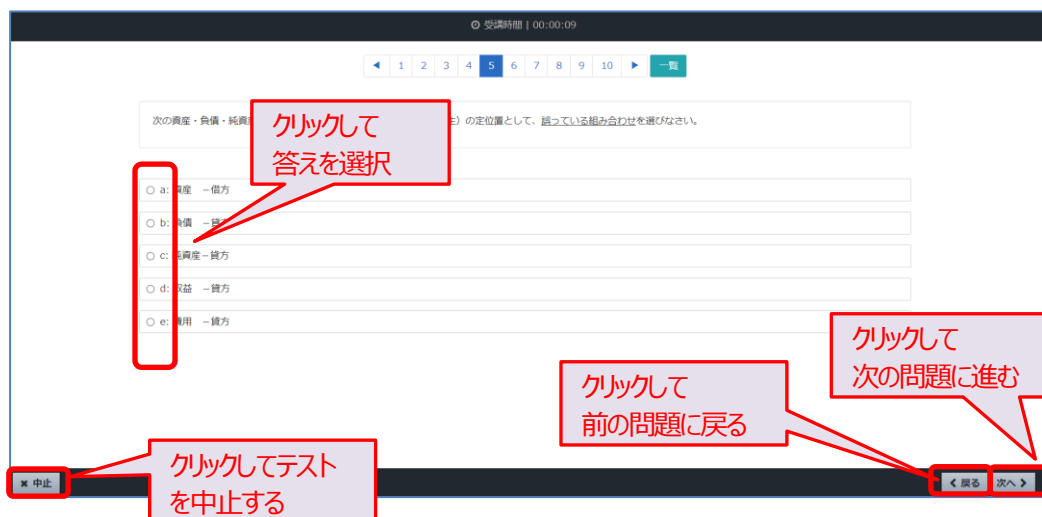 受講時間 | 00:00:09
◀ 1 2 3 4 5 6 7 8 9 10 ▶ 一覧
次の資産・負債・純資 の定位置として、誤っている組み合わせを選びなさい。
クリックして
答えを選択
a: 資産 －借方
b: 負債 －貸方
c: 純資産－貸方
d: 収益 －貸方
e: 費用 －貸方
クリックして
次の問題に進む
クリックして
前の問題に戻る
クリックしてテスト
を中止する
✖ 中止
❮ 戻る 次へ ❯